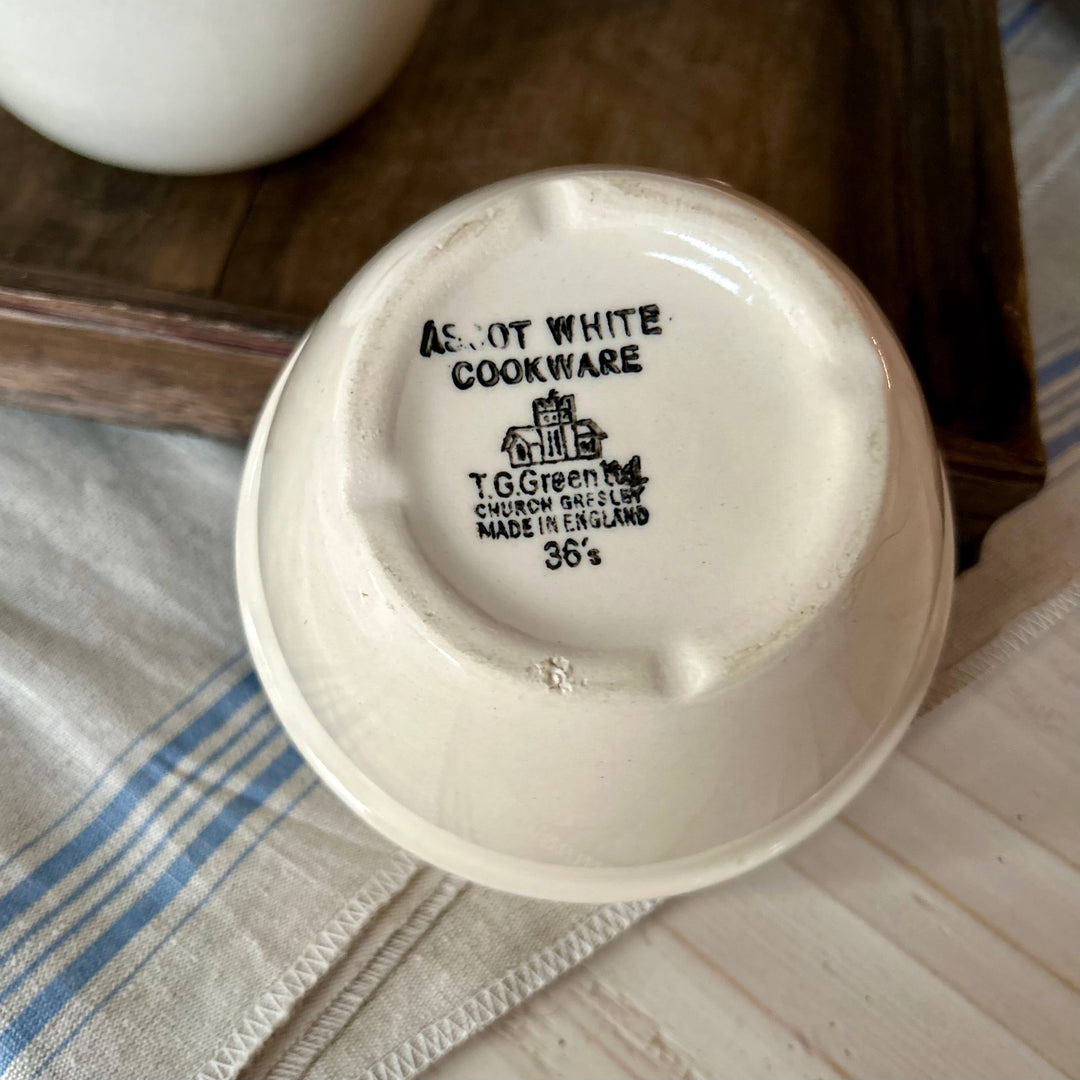 ASCOT WHITE
COOKWARE
T.G.Green Ltd.
CHURCH GRESLEY
MADE IN ENGLAND
36's